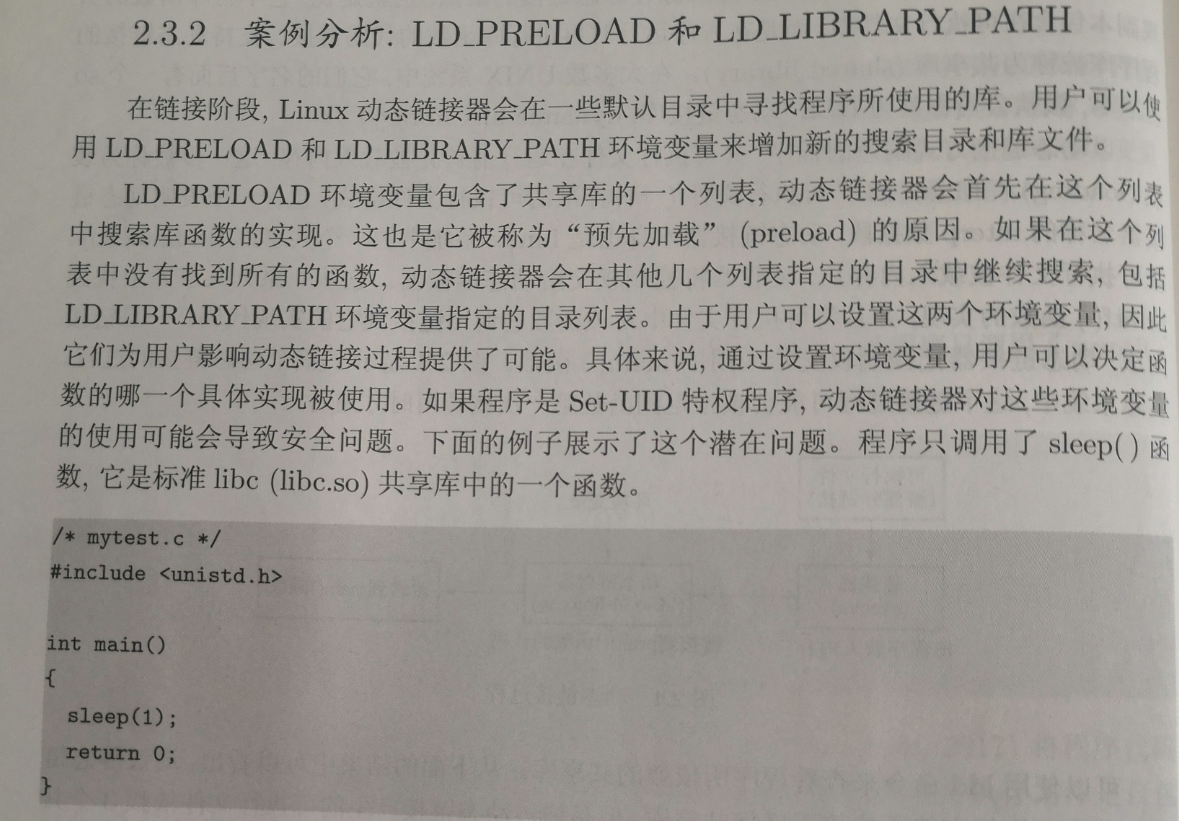 2.3.2 案例分析: LD_PRELOAD 和 LD_LIBRARY_PATH
在链接阶段, Linux 动态链接器会在一些默认目录中寻找程序所使用的库。用户可以使
用 LD_PRELOAD 和 LD_LIBRARY_PATH 环境变量来增加新的搜索目录和库文件。
LD_PRELOAD 环境变量包含了共享库的一个列表, 动态链接器会首先在这个列表
中搜索库函数的实现。这也是它被称为“预先加载” (preload) 的原因。如果在这个列
表中没有找到所有的函数, 动态链接器会在其他几个列表指定的目录中继续搜索, 包括
LD_LIBRARY_PATH 环境变量指定的目录列表。由于用户可以设置这两个环境变量, 因此
它们为用户影响动态链接过程提供了可能。具体来说, 通过设置环境变量, 用户可以决定函
数的哪一个具体实现被使用。如果程序是 Set-UID 特权程序, 动态链接器对这些环境变量
的使用可能会导致安全问题。下面的例子展示了这个潜在问题。程序只调用了 sleep( ) 函
数, 它是标准 libc (libc.so) 共享库中的一个函数。
/* mytest.c */
#include <unistd.h>
int main()
{
sleep(1);
return 0;
}